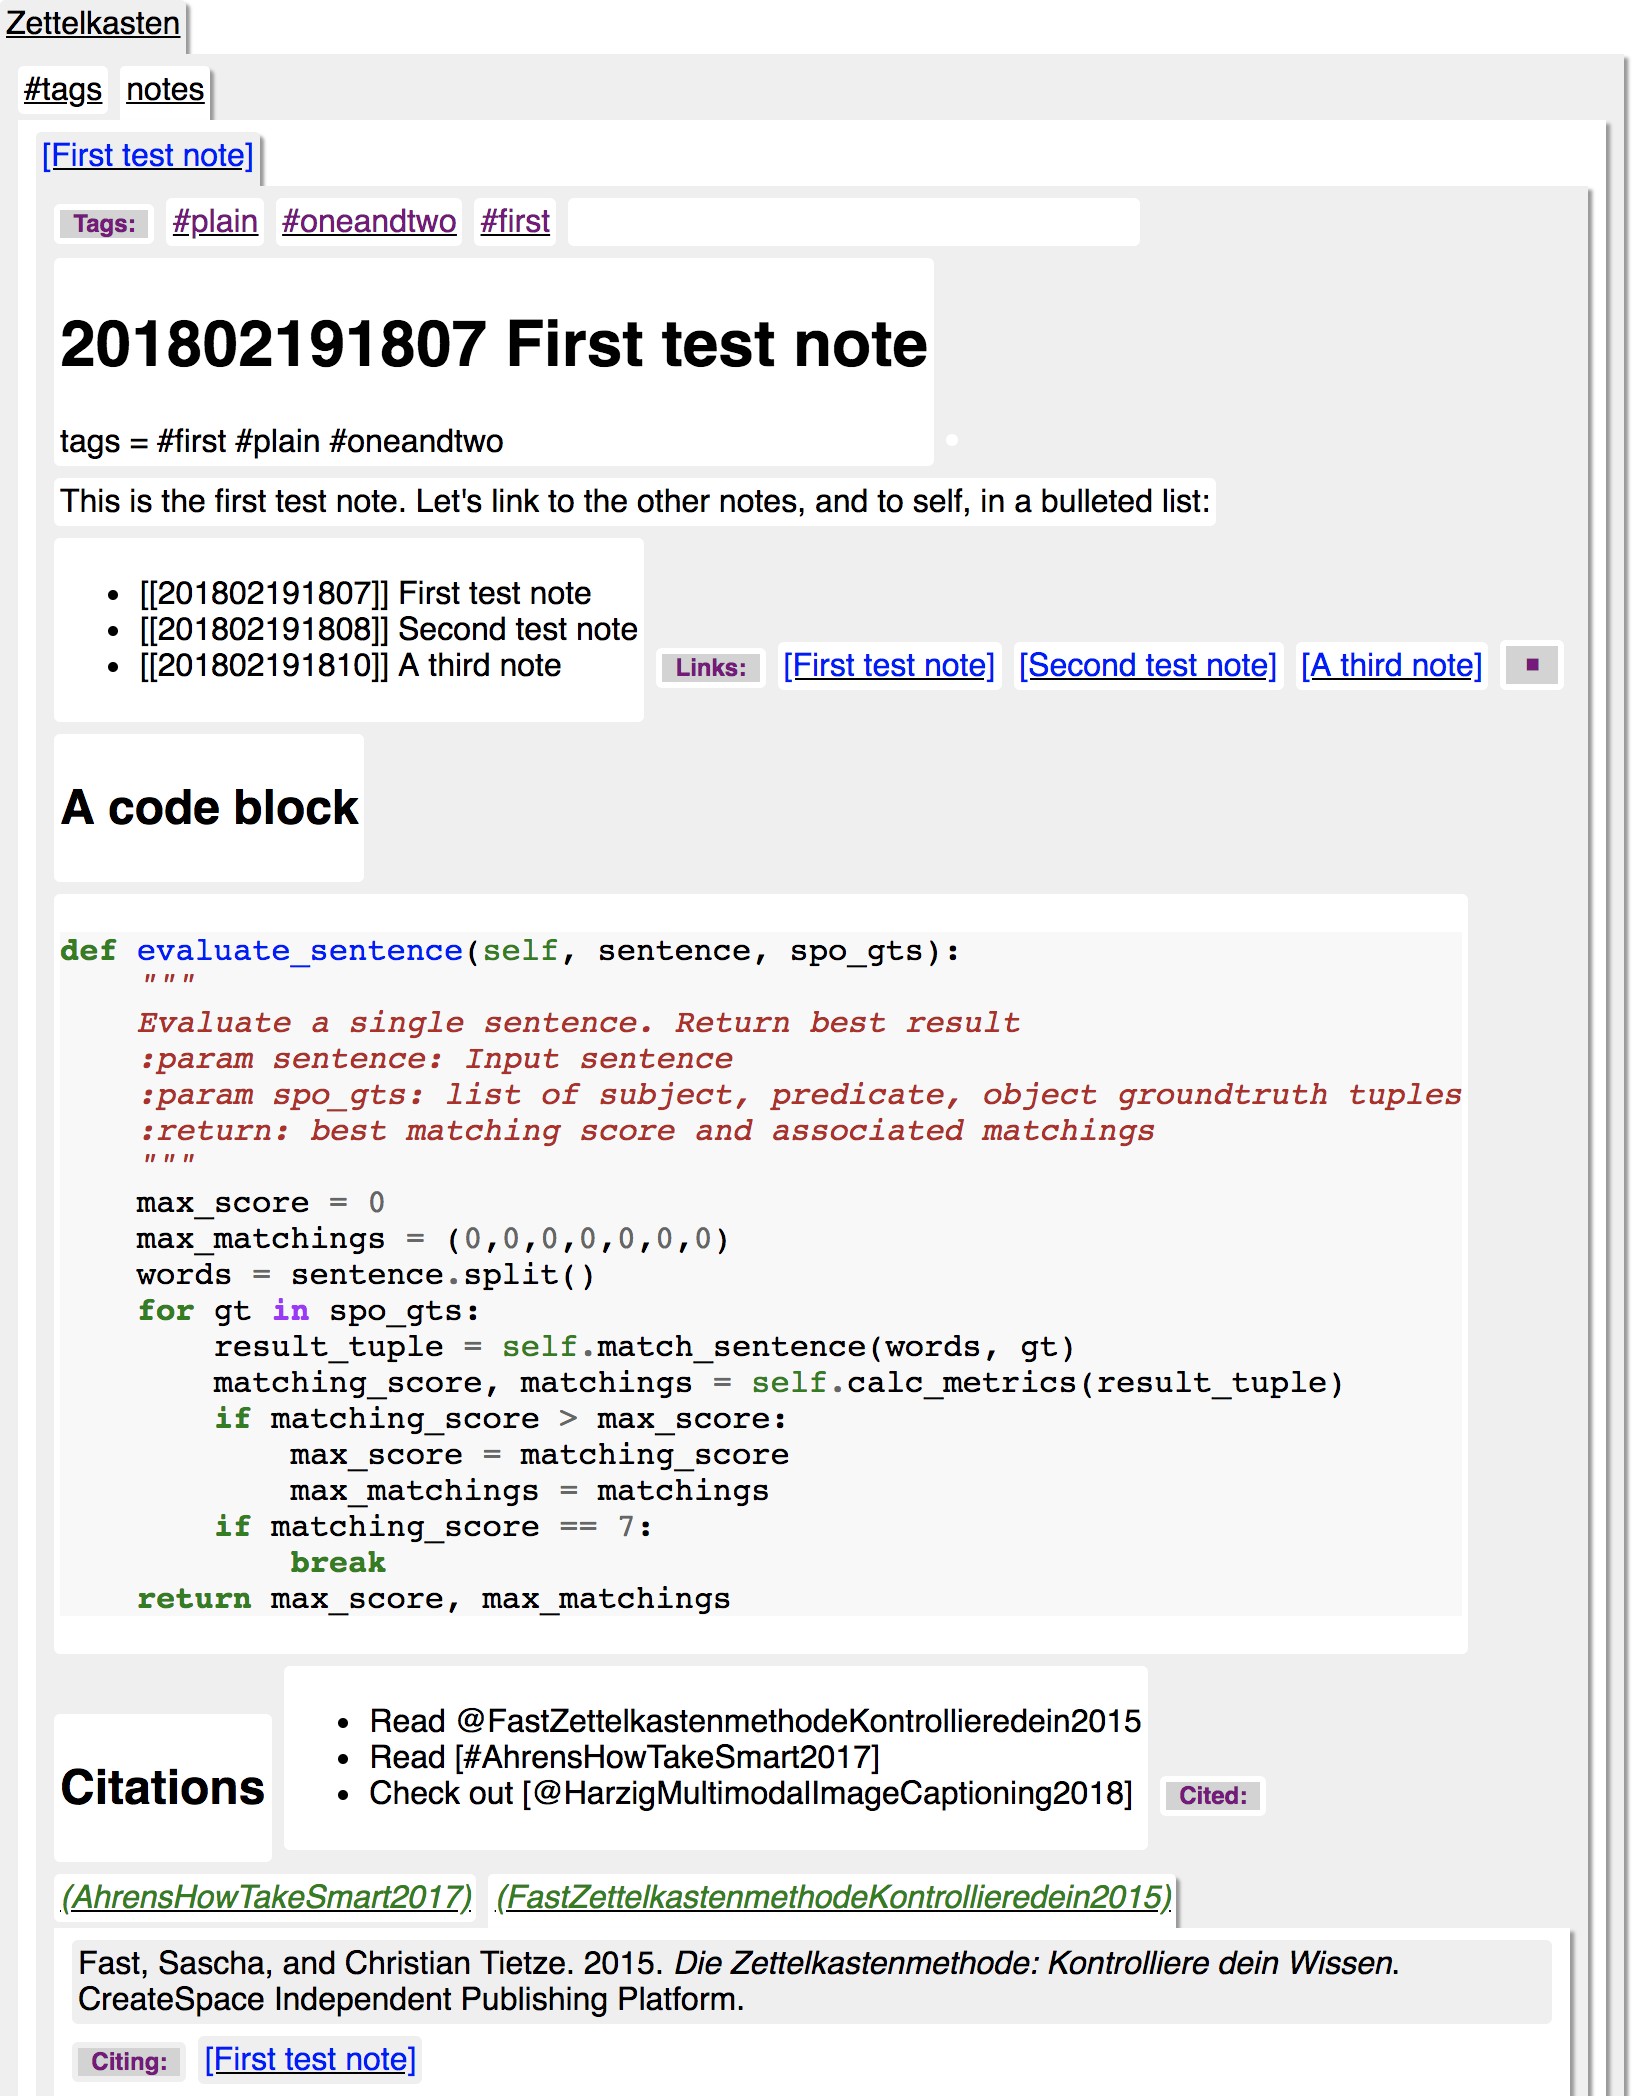 Zettelkasten
#tags notes
[First test note]
Tags: #plain #oneandtwo #first
201802191807 First test note
tags = #first #plain #oneandtwo
This is the first test note. Let's link to the other notes, and to self, in a bulleted list:
• [[201802191807]] First test note
• [[201802191808]] Second test note
• [[201802191810]] A third note
Links: [First test note] [Second test note] [A third note] ■
A code block
def evaluate_sentence(self, sentence, spo_gts):
    """
    Evaluate a single sentence. Return best result
    :param sentence: Input sentence
    :param spo_gts: list of subject, predicate, object groundtruth tuples
    :return: best matching score and associated matchings
    """
    max_score = 0
    max_matchings = (0,0,0,0,0,0,0)
    words = sentence.split()
    for gt in spo_gts:
        result_tuple = self.match_sentence(words, gt)
        matching_score, matchings = self.calc_metrics(result_tuple)
        if matching_score > max_score:
            max_score = matching_score
            max_matchings = matchings
        if matching_score == 7:
            break
    return max_score, max_matchings
Citations
• Read @FastZettelkastenmethodeKontrollieredein2015
• Read [#AhrensHowTakeSmart2017]
• Check out [@HarzigMultimodalImageCaptioning2018]
Cited:
(AhrensHowTakeSmart2017) (FastZettelkastenmethodeKontrollieredein2015)
Fast, Sascha, and Christian Tietze. 2015. Die Zettelkastenmethode: Kontrolliere dein Wissen.
CreateSpace Independent Publishing Platform.
Citing: [First test note]